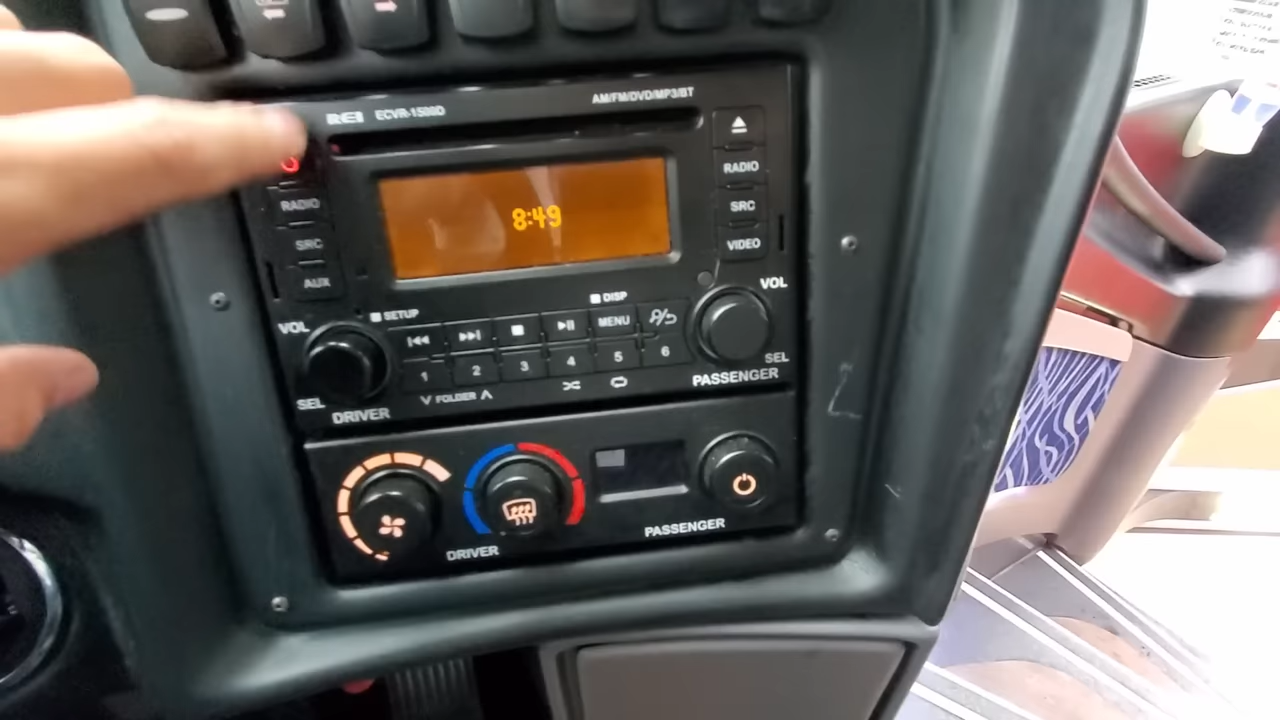 REI ECVR-1500D AM/FM/DVD/MP3/BT
RADIO
SRC
AUX
8:49
RADIO
SRC
VIDEO
VOL
SETUP
DISP
VOL
MENU
1 2 3 4 5 6
SEL
DRIVER
FOLDER
SEL
PASSENGER
DRIVER
PASSENGER